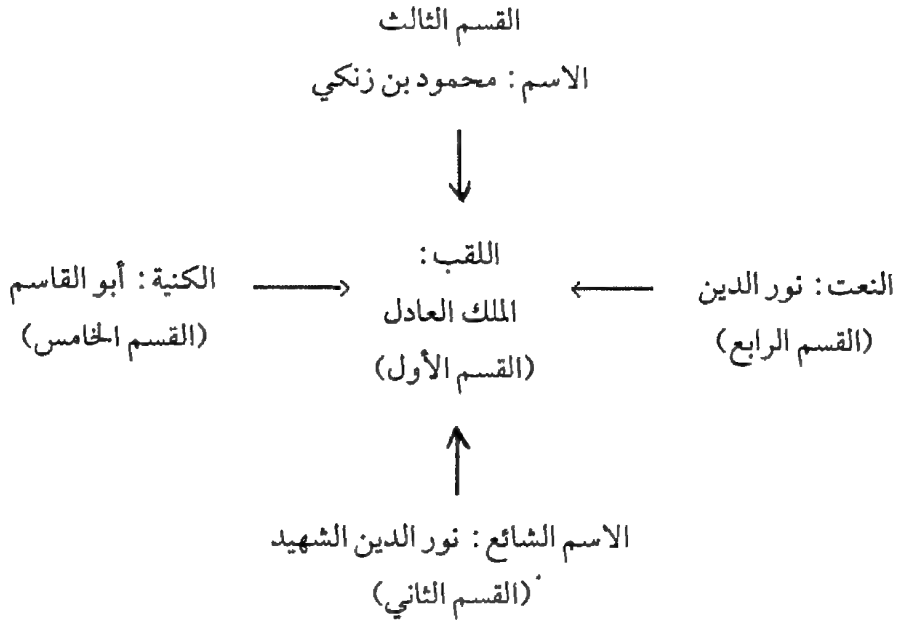 القسم الثالث
الاسم: محمود بن زنكي
اللقب:
الملك العادل
(القسم الأول)
النعت: نور الدين
(القسم الرابع)
الكنية: أبو القاسم
(القسم الخامس)
الاسم الشائع: نور الدين الشهيد
(القسم الثاني)